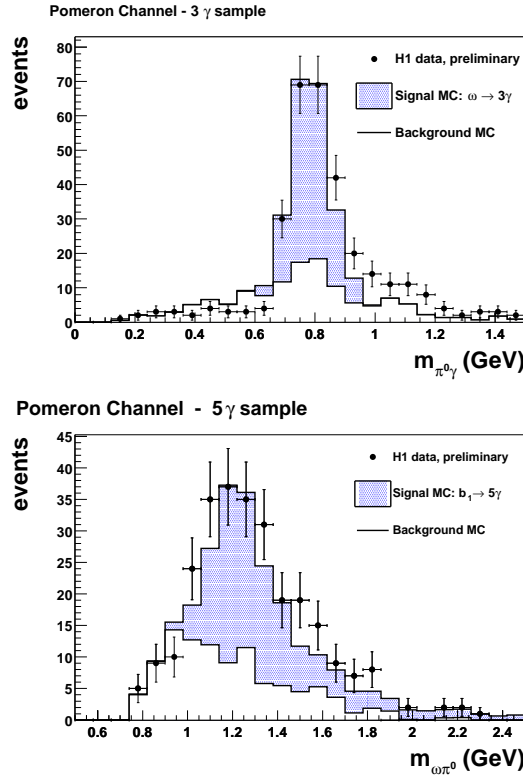 Pomeron Channel - 3 γ sample
events
80
70
60
50
40
30
20
10
0
H1 data, preliminary
Signal MC: ω → 3γ
Background MC
0 0.2 0.4 0.6 0.8 1 1.2 1.4
m_π⁰γ (GeV)
Pomeron Channel - 5 γ sample
events
45
40
35
30
25
20
15
10
5
0
H1 data, preliminary
Signal MC: b₁→ 5γ
Background MC
0.6 0.8 1.0 1.2 1.4 1.6 1.8 2.0 2.2 2.4
m_ωπ⁰ (GeV)